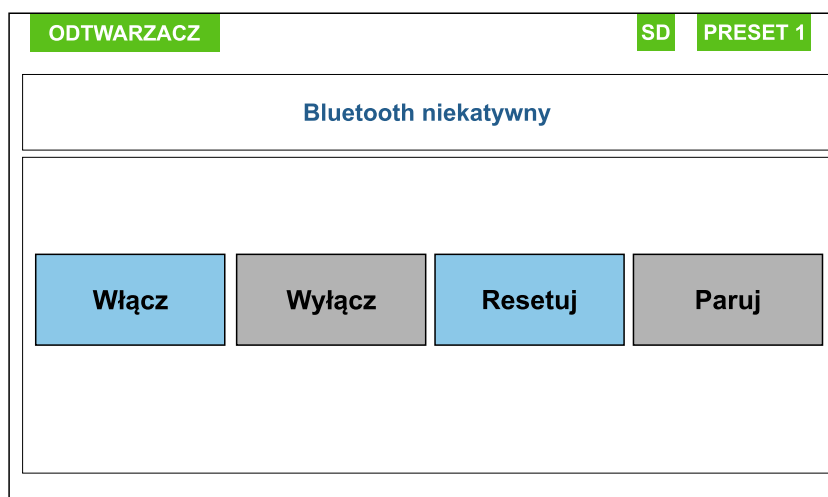 ODTWARZACZ SD PRESET 1
Bluetooth niekatywny
Włącz Wyłącz Resetuj Paruj